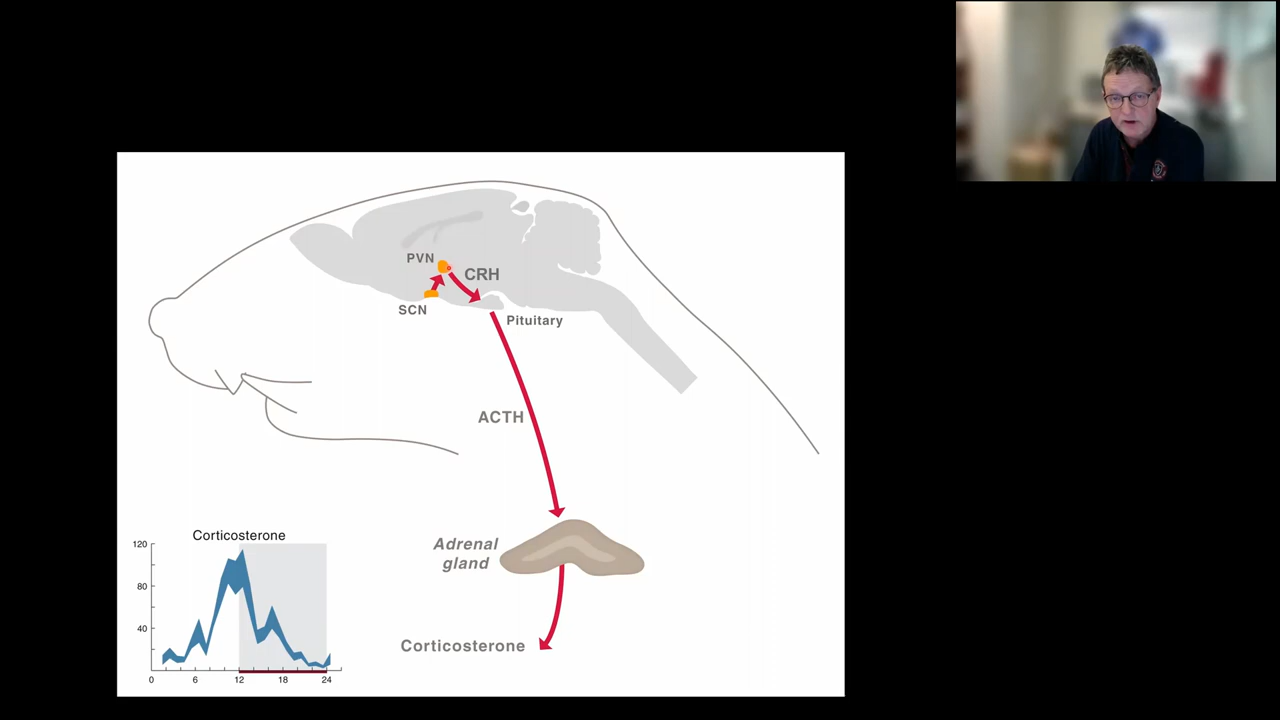 PVN
CRH
SCN
Pituitary
ACTH
Adrenal
gland
Corticosterone
Corticosterone
120
80
40
0 6 12 18 24